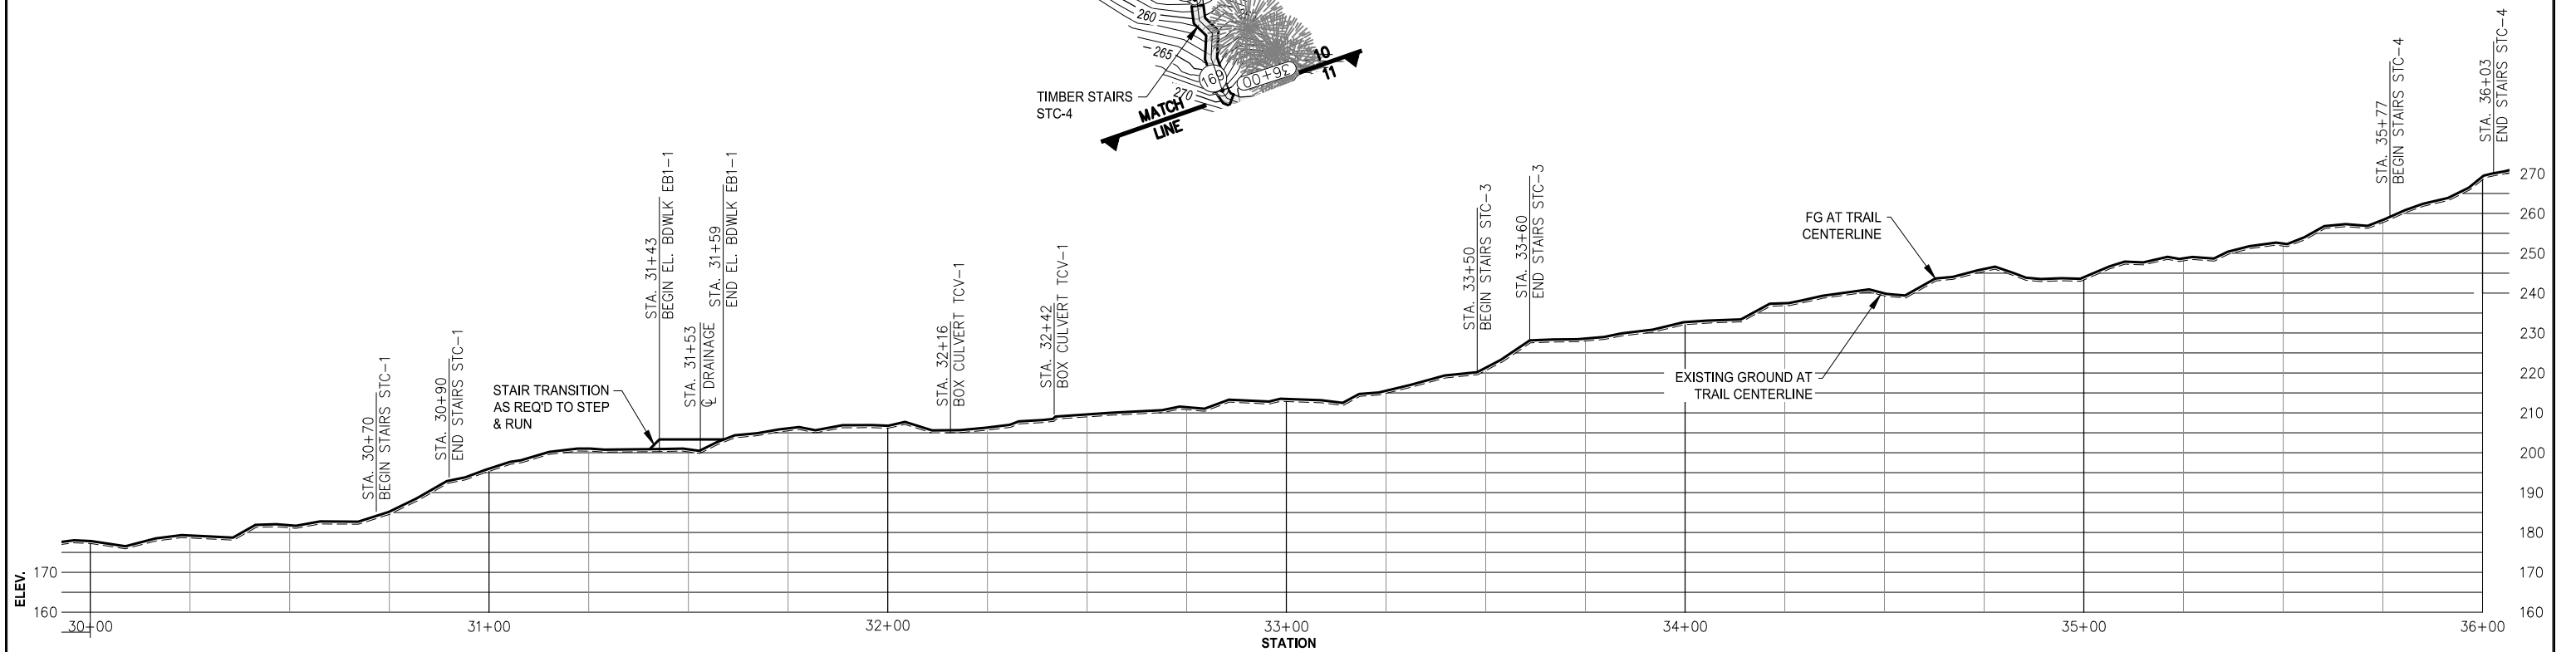 260
265
270
169
36+00
10
11
MATCH
LINE
TIMBER STAIRS
STC-4
STA. 30+70
BEGIN STAIRS STC-1
STA. 30+90
END STAIRS STC-1
STAIR TRANSITION
AS REQ'D TO STEP
& RUN
STA. 31+43
BEGIN EL. BDWLK EB1-1
STA. 31+53
℄ DRAINAGE
STA. 31+59
END EL. BDWLK EB1-1
STA. 32+16
BOX CULVERT TCV-1
STA. 32+42
BOX CULVERT TCV-1
STA. 33+50
BEGIN STAIRS STC-3
STA. 33+60
END STAIRS STC-3
FG AT TRAIL
CENTERLINE
EXISTING GROUND AT
TRAIL CENTERLINE
STA. 35+77
BEGIN STAIRS STC-4
STA. 36+03
END STAIRS STC-4
270
260
250
240
230
220
210
200
190
180
170
160
ELEV.
170
160
30+00
31+00
32+00
33+00
34+00
35+00
36+00
STATION